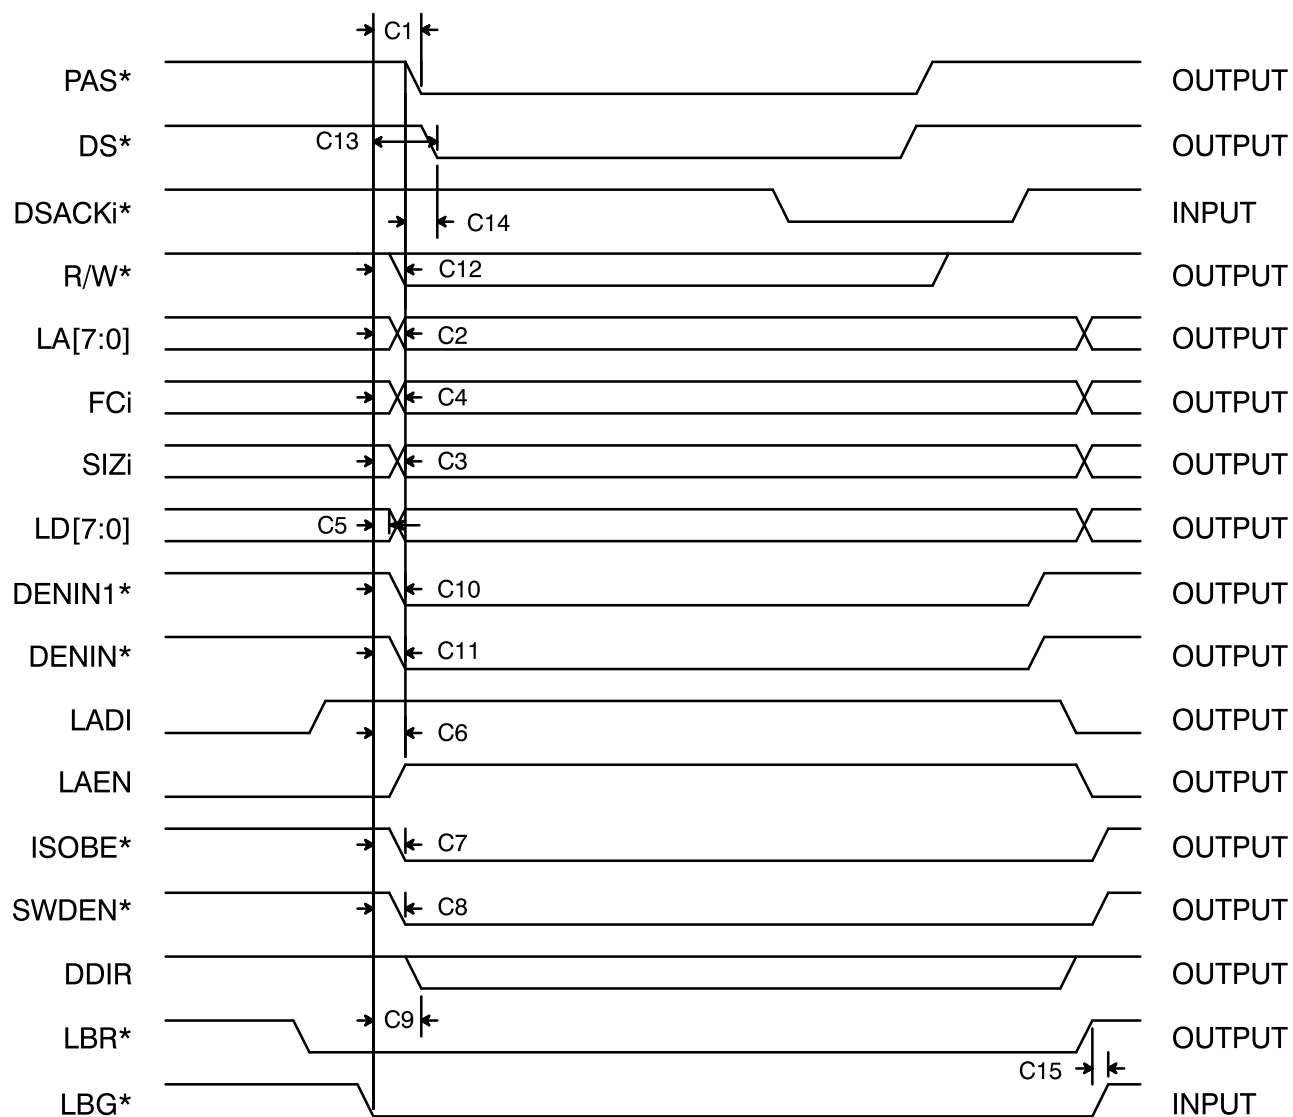 C1
PAS* OUTPUT
DS* C13 OUTPUT
DSACKi* C14 INPUT
R/W* C12 OUTPUT
LA[7:0] C2 OUTPUT
FCi C4 OUTPUT
SIZi C3 OUTPUT
LD[7:0] C5 OUTPUT
DENIN1* C10 OUTPUT
DENIN* C11 OUTPUT
LADI C6 OUTPUT
LAEN OUTPUT
ISOBE* C7 OUTPUT
SWDEN* C8 OUTPUT
DDIR OUTPUT
C9
LBR* OUTPUT
C15
LBG* INPUT